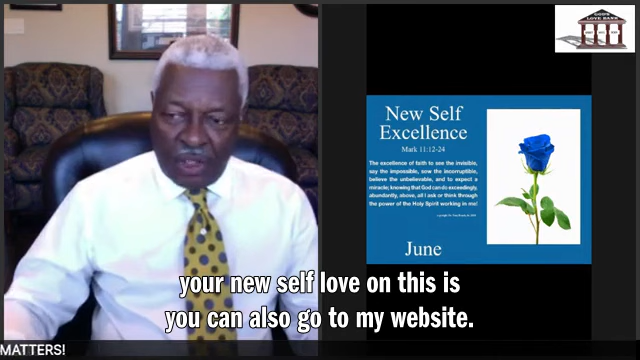 GOD'S
LOVE BANK
New Self
Excellence
Mark 11:12-24
The excellence of faith to see the invisible,
say the impossible, sow the incorruptible,
believe the unbelievable, and to expect a
miracle; knowing that God can do exceedingly,
abundantly, above, all I ask or think through
the power of the Holy Spirit working in me!
June
your new self love on this is
you can also go to my website.
MATTERS!